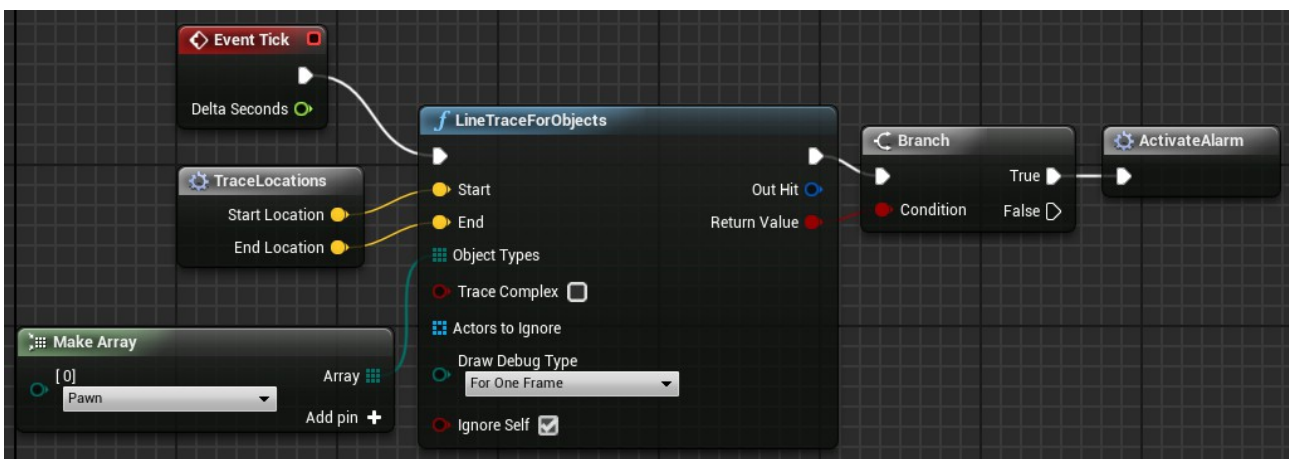 Event Tick
Delta Seconds
TraceLocations
Start Location
End Location
Make Array
[ 0]
Pawn
Array
Add pin
f LineTraceForObjects
Start
Out Hit
End
Return Value
Object Types
Trace Complex
Actors to Ignore
Draw Debug Type
For One Frame
Ignore Self
Branch
True
Condition
False
ActivateAlarm